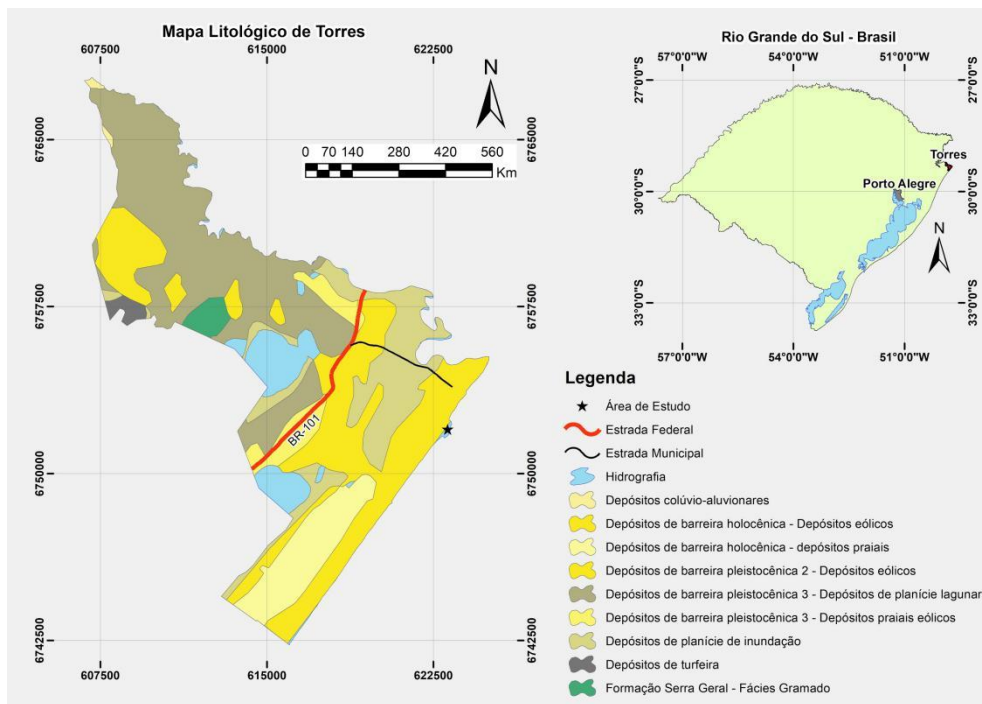 Mapa Litológico de Torres
607500
615000
622500
N
6765000
6765000
0 70 140 280 420 560
Km
6757500
6757500
BR-101
6750000
6750000
6742500
6742500
607500
615000
622500
Rio Grande do Sul - Brasil
57°0'0"W
54°0'0"W
51°0'0"W
27°0'0"S
27°0'0"S
Torres
Porto Alegre
30°0'0"S
30°0'0"S
N
33°0'0"S
33°0'0"S
57°0'0"W
54°0'0"W
51°0'0"W
Legenda
Área de Estudo
Estrada Federal
Estrada Municipal
Hidrografia
Depósitos colúvio-aluvionares
Depósitos de barreira holocênica - Depósitos eólicos
Depósitos de barreira holocênica - depósitos praiais
Depósitos de barreira pleistocênica 2 - Depósitos eólicos
Depósitos de barreira pleistocênica 3 - Depósitos de planície lagunar
Depósitos de barreira pleistocênica 3 - Depósitos praiais eólicos
Depósitos de planície de inundação
Depósitos de turfeira
Formação Serra Geral - Fácies Gramado